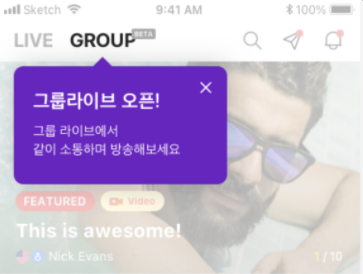 Sketch 9:41 AM 100%
LIVE GROUP BETA
그룹라이브 오픈!
그룹 라이브에서
같이 소통하며 방송해보세요
FEATURED Video
This is awesome!
Nick Evans 1 / 10